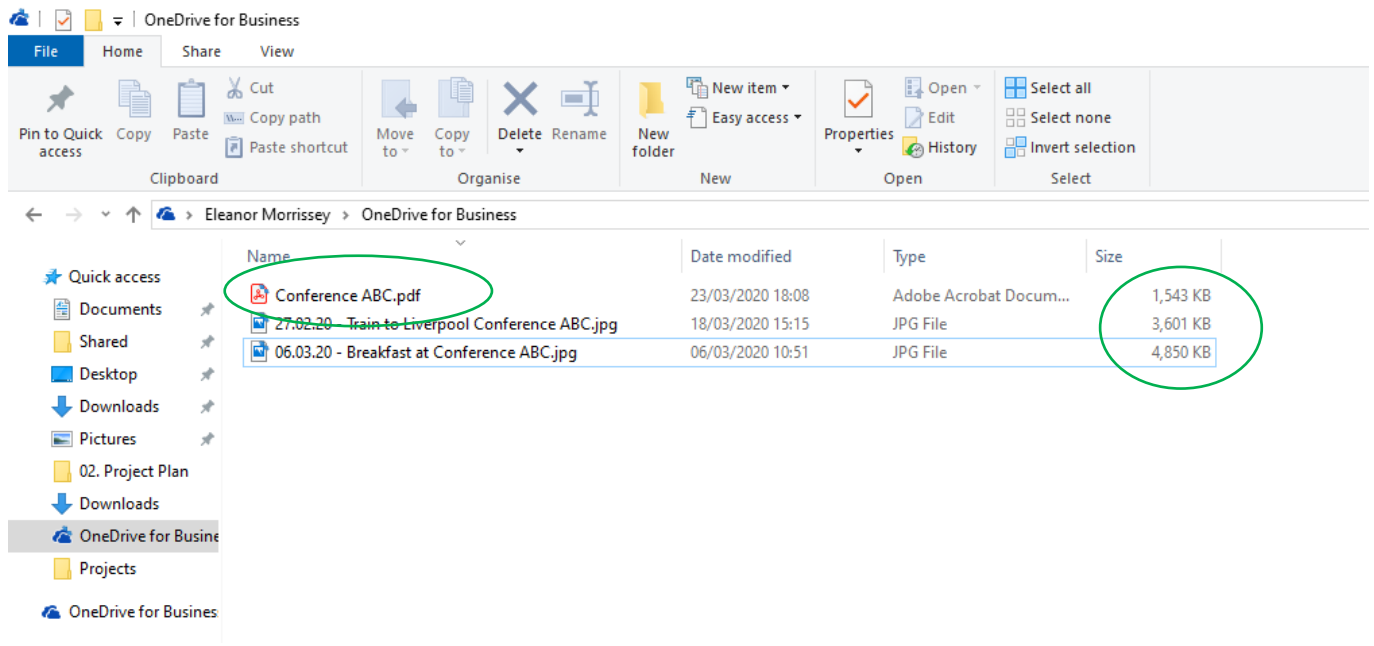 OneDrive for Business
File Home Share View
Pin to Quick access
Copy
Paste
Cut
Copy path
Paste shortcut
Clipboard
Move to
Copy to
Delete
Rename
Organise
New folder
New item
Easy access
New
Properties
Open
Edit
History
Open
Select all
Select none
Invert selection
Select
Eleanor Morrissey > OneDrive for Business
Name Date modified Type Size
Conference ABC.pdf 23/03/2020 18:08 Adobe Acrobat Docum... 1,543 KB
27.02.20 - Train to Liverpool Conference ABC.jpg 18/03/2020 15:15 JPG File 3,601 KB
06.03.20 - Breakfast at Conference ABC.jpg 06/03/2020 10:51 JPG File 4,850 KB
Quick access
Documents
Shared
Desktop
Downloads
Pictures
02. Project Plan
Downloads
OneDrive for Busine
Projects
OneDrive for Busines